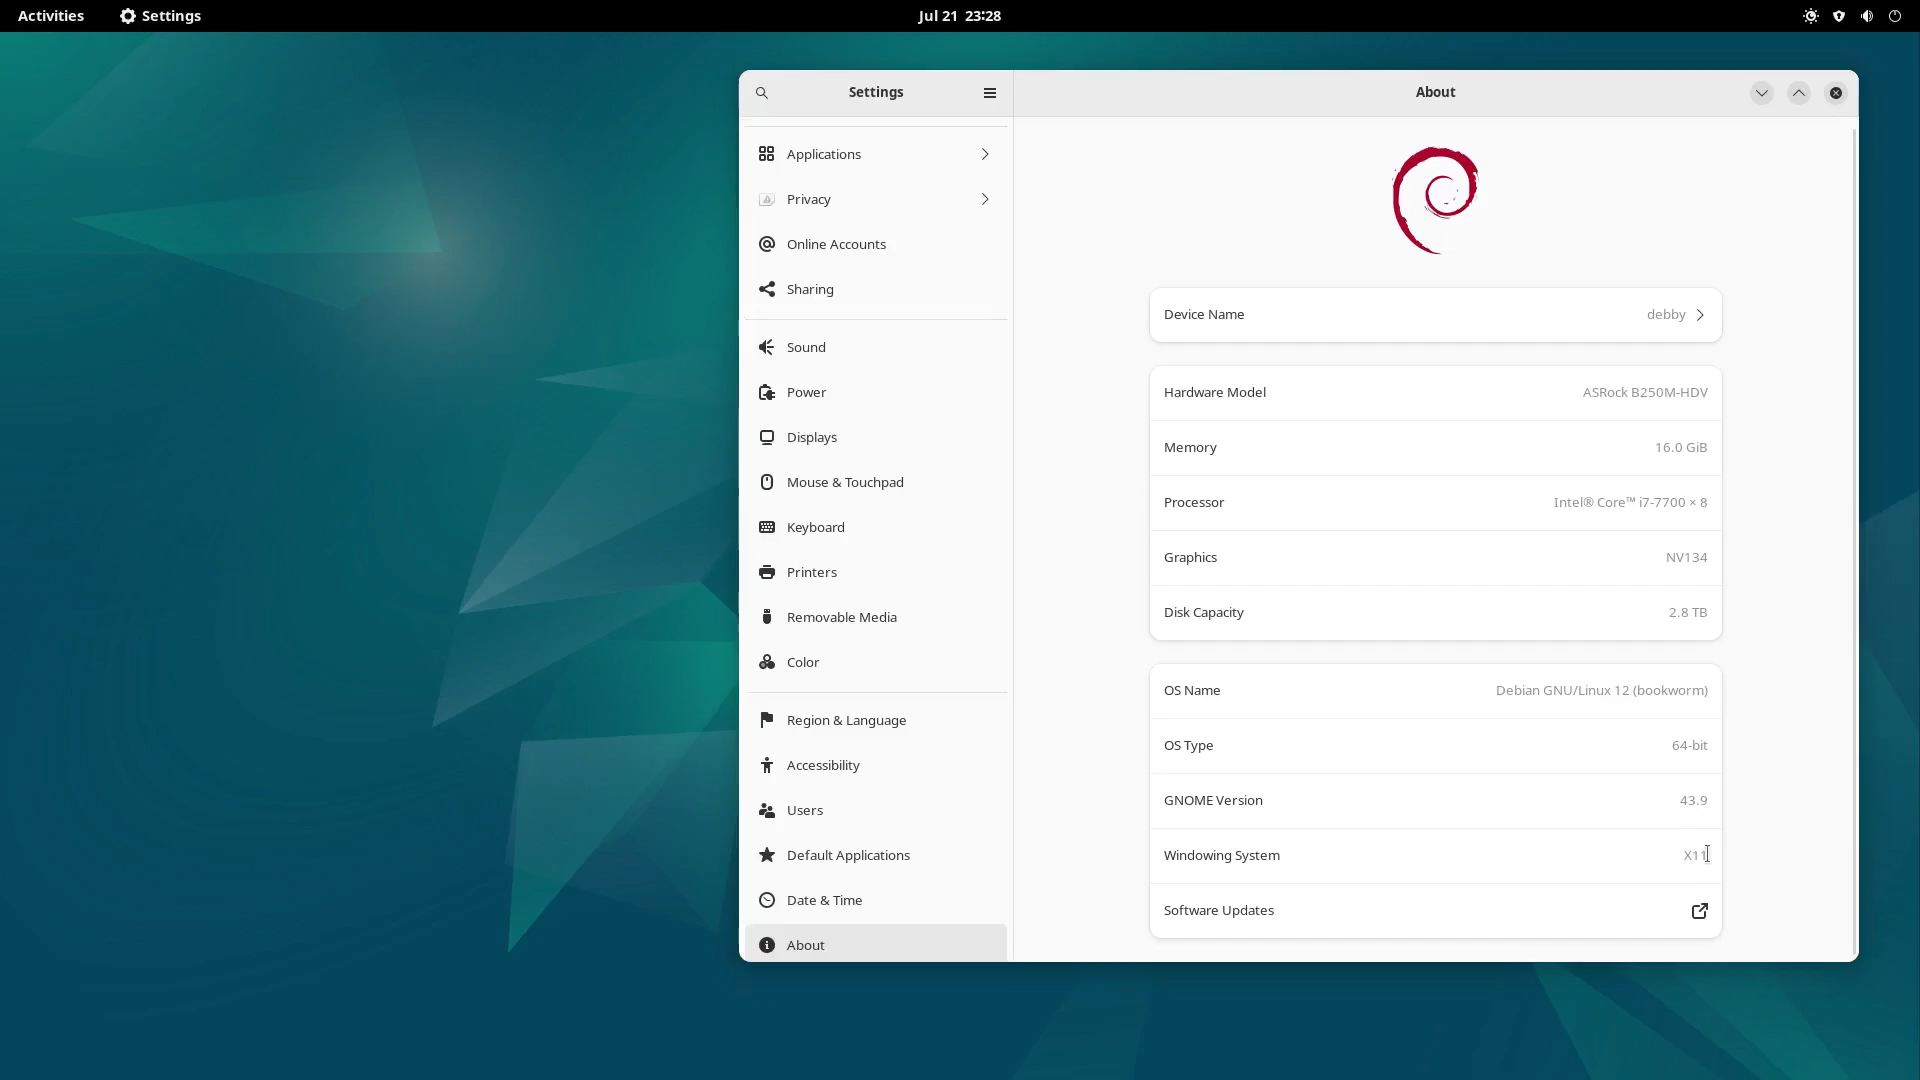 Activities
Settings
Jul 21 23:28
Settings
About
Applications
Privacy
Online Accounts
Sharing
Sound
Power
Displays
Mouse & Touchpad
Keyboard
Printers
Removable Media
Color
Region & Language
Accessibility
Users
Default Applications
Date & Time
About
Device Name debby
Hardware Model ASRock B250M-HDV
Memory 16.0 GiB
Processor Intel® Core™ i7-7700 × 8
Graphics NV134
Disk Capacity 2.8 TB
OS Name Debian GNU/Linux 12 (bookworm)
OS Type 64-bit
GNOME Version 43.9
Windowing System X11
Software Updates